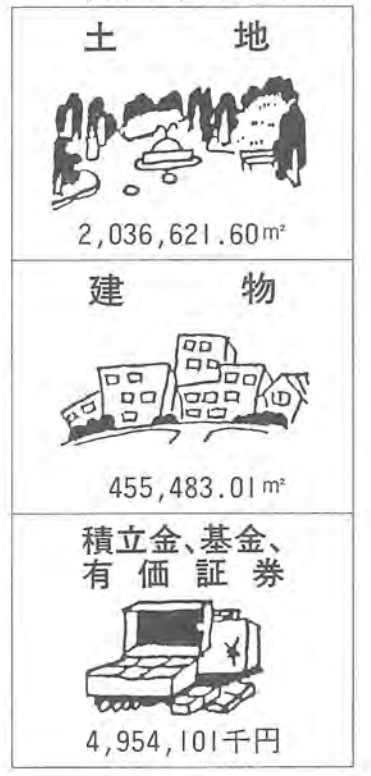 土地
2,036,621.60㎡
建物
455,483.01㎡
積立金、基金、
有価証券
4,954,101千円